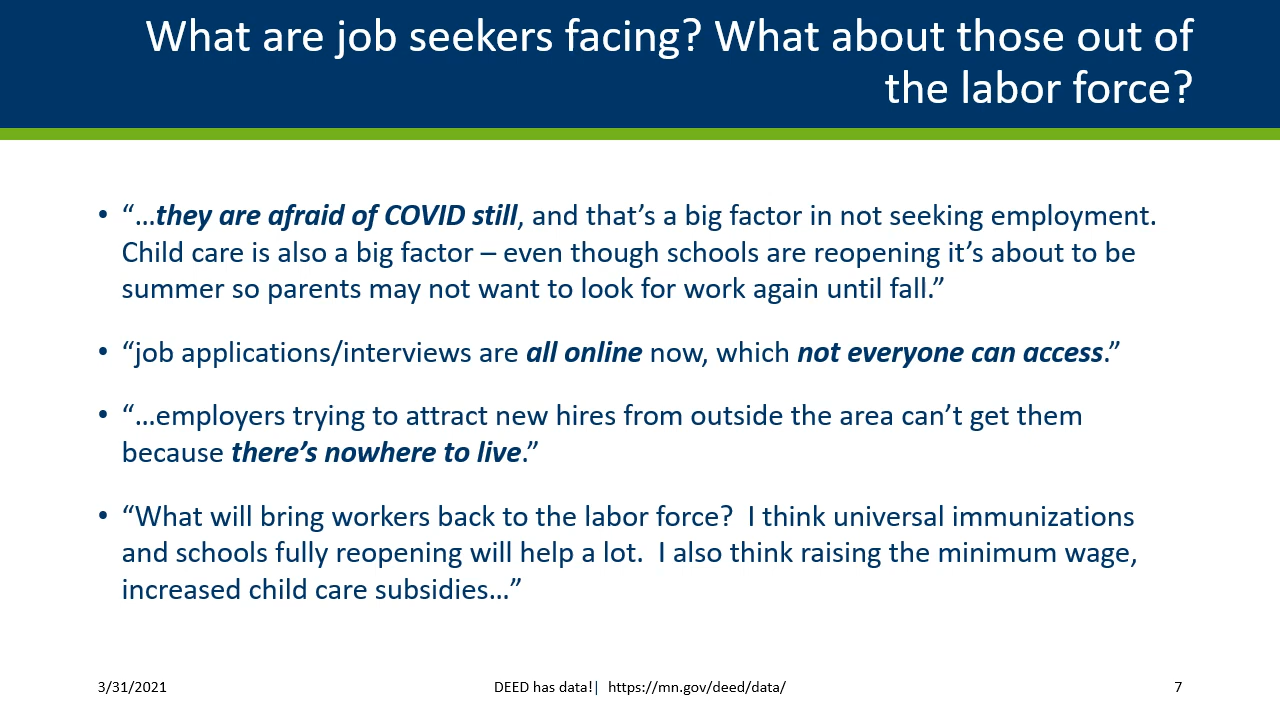 What are job seekers facing? What about those out of
the labor force?
• “…they are afraid of COVID still, and that’s a big factor in not seeking employment.
Child care is also a big factor – even though schools are reopening it’s about to be
summer so parents may not want to look for work again until fall.”
• “job applications/interviews are all online now, which not everyone can access.”
• “…employers trying to attract new hires from outside the area can’t get them
because there’s nowhere to live.”
• “What will bring workers back to the labor force?  I think universal immunizations
and schools fully reopening will help a lot.  I also think raising the minimum wage,
increased child care subsidies…”
3/31/2021 DEED has data!| https://mn.gov/deed/data/ 7